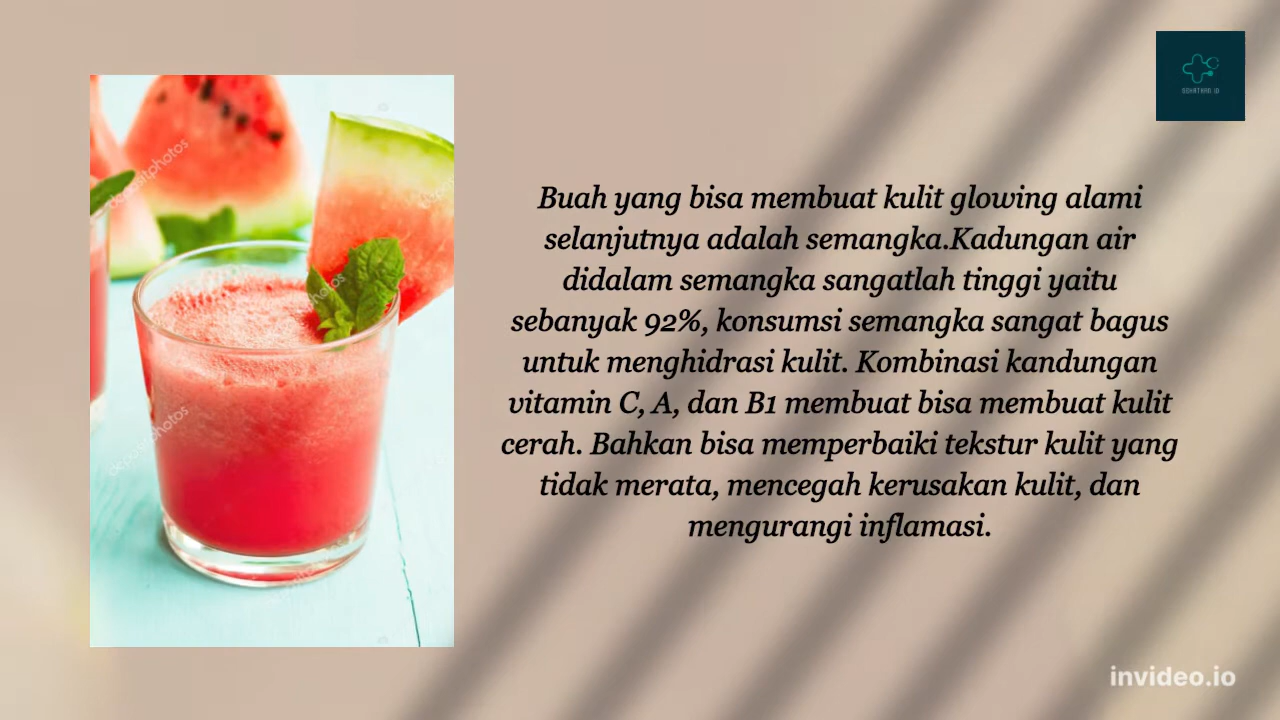 Buah yang bisa membuat kulit glowing alami
selanjutnya adalah semangka.Kadungan air
didalam semangka sangatlah tinggi yaitu
sebanyak 92%, konsumsi semangka sangat bagus
untuk menghidrasi kulit. Kombinasi kandungan
vitamin C, A, dan B1 membuat bisa membuat kulit
cerah. Bahkan bisa memperbaiki tekstur kulit yang
tidak merata, mencegah kerusakan kulit, dan
mengurangi inflamasi.
depositphotos
depositphotos
invideo.io